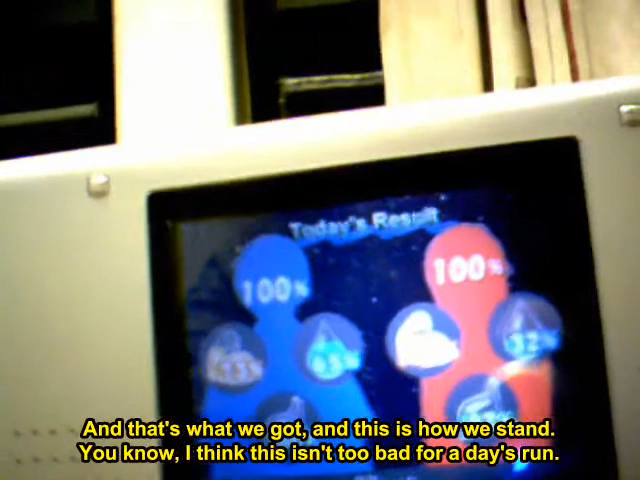 Today's Result
100%
100%
32%
And that's what we got, and this is how we stand.
You know, I think this isn't too bad for a day's run.